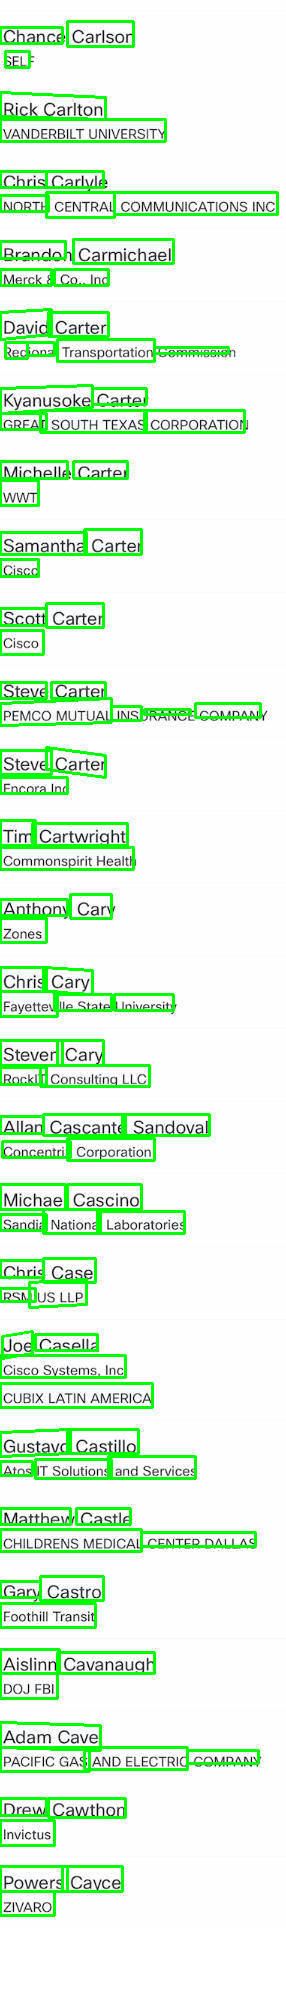 Chance Carlson
SELF
Rick Carlton
VANDERBILT UNIVERSITY
Chris Carlyle
NORTH CENTRAL COMMUNICATIONS INC
Brandon Carmichael
Merck & Co., Inc
David Carter
Regional Transportation Commission
Kyanusoke Carter
GREAT SOUTH TEXAS CORPORATION
Michelle Carter
WWT
Samantha Carter
Cisco
Scott Carter
Cisco
Steve Carter
PEMCO MUTUAL INSURANCE COMPANY
Steve Carter
Encora Inc
Tim Cartwright
Commonspirit Health
Anthony Cary
Zones
Chris Cary
Fayetteville State University
Steven Cary
RockIT Consulting LLC
Allan Cascante Sandoval
Concentrix Corporation
Michael Cascino
Sandia National Laboratories
Chris Case
RSM US LLP
Joe Casella
Cisco Systems, Inc
CUBIX LATIN AMERICA
Gustavo Castillo
Atos IT Solutions and Services
Matthew Castle
CHILDRENS MEDICAL CENTER DALLAS
Gary Castro
Foothill Transit
Aislinn Cavanaugh
DOJ FBI
Adam Cave
PACIFIC GAS AND ELECTRIC COMPANY
Drew Cawthon
Invictus
Powers Cayce
ZIVARO